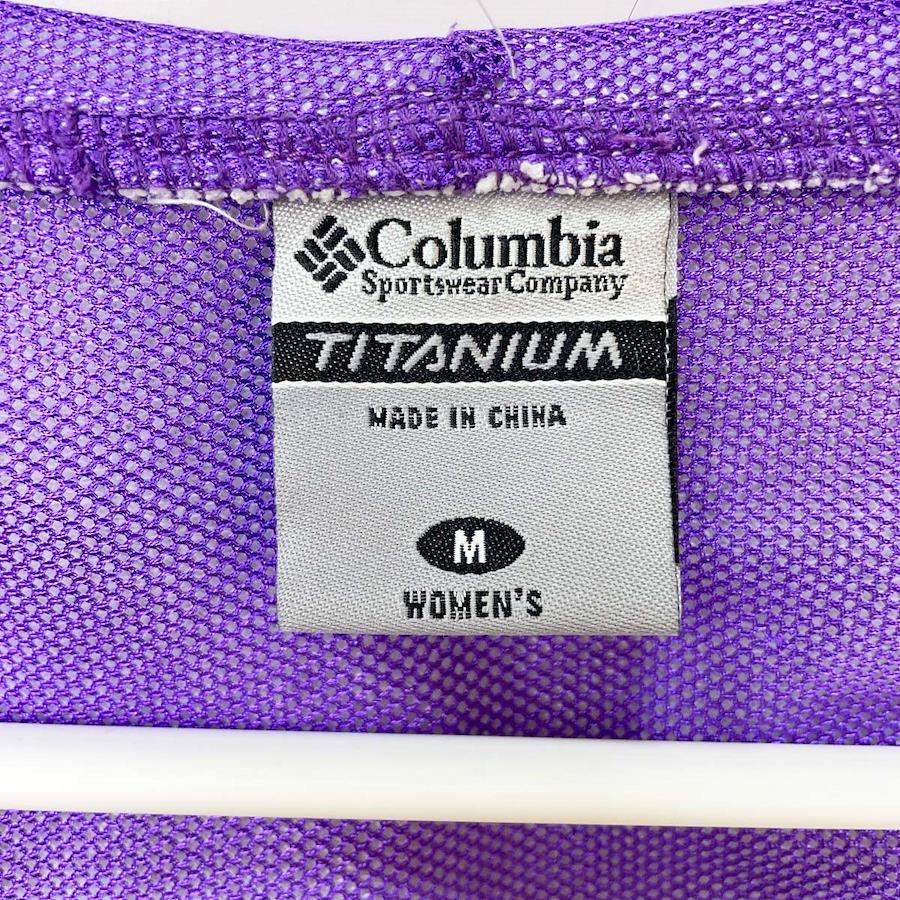 Columbia
Sportswear Company
TITANIUM
MADE IN CHINA
M
WOMEN'S